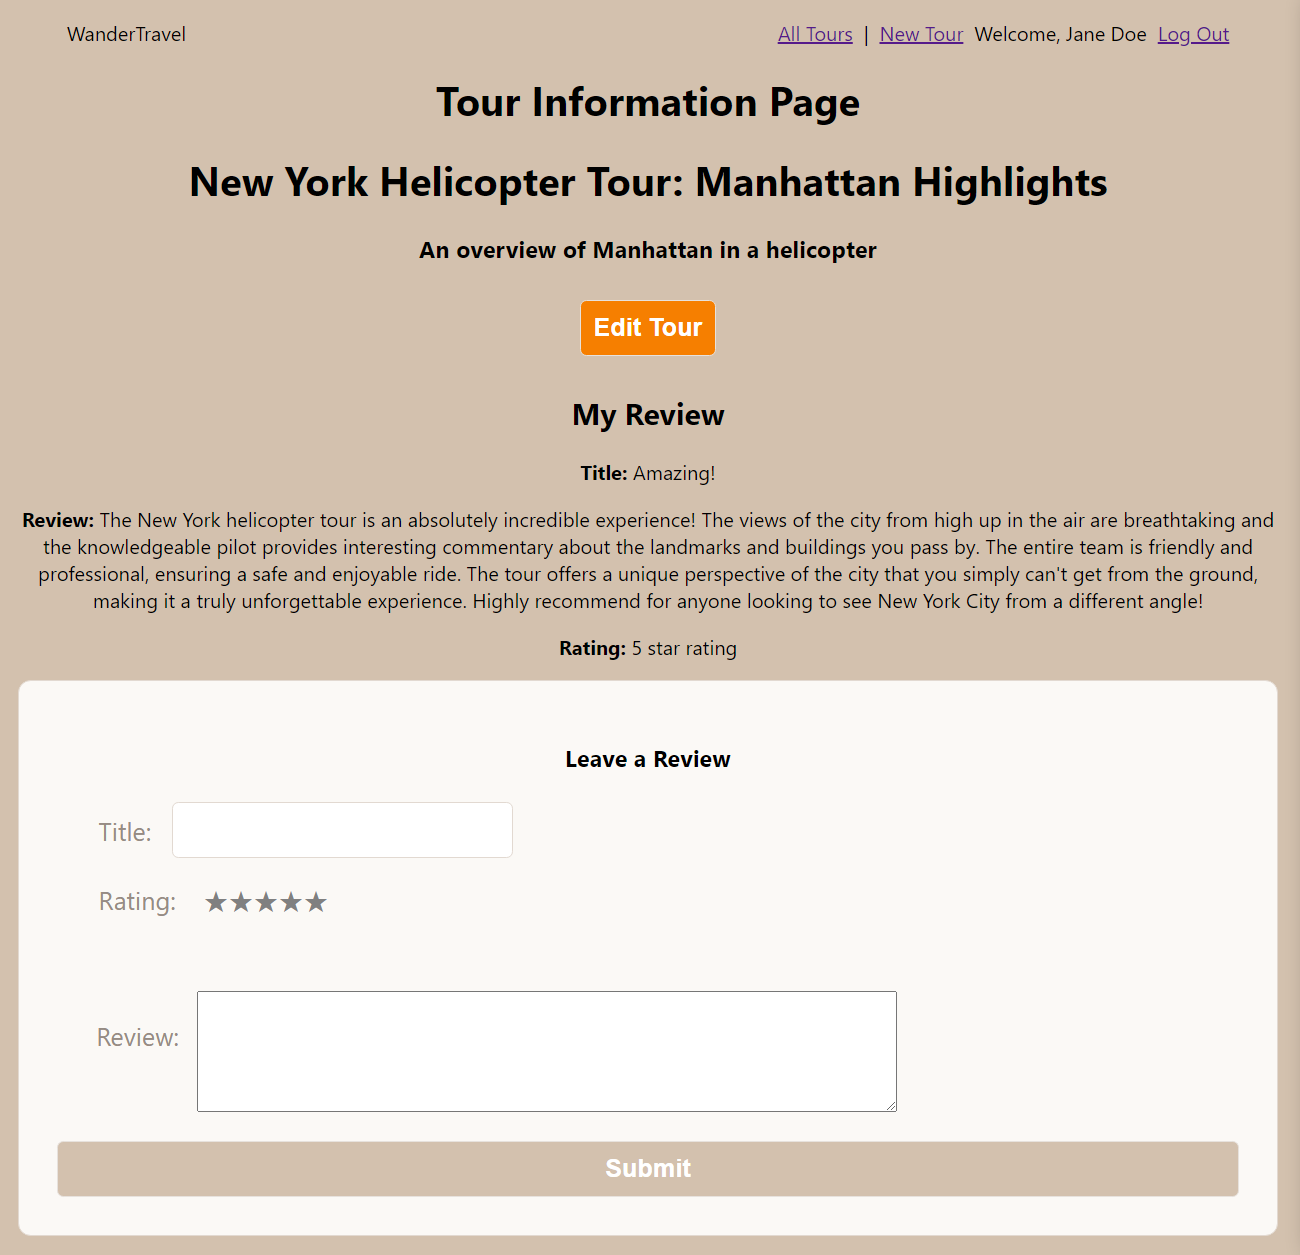 WanderTravel
All Tours | New Tour Welcome, Jane Doe Log Out
Tour Information Page
New York Helicopter Tour: Manhattan Highlights
An overview of Manhattan in a helicopter
Edit Tour
My Review
Title: Amazing!
Review: The New York helicopter tour is an absolutely incredible experience! The views of the city from high up in the air are breathtaking and
the knowledgeable pilot provides interesting commentary about the landmarks and buildings you pass by. The entire team is friendly and
professional, ensuring a safe and enjoyable ride. The tour offers a unique perspective of the city that you simply can't get from the ground,
making it a truly unforgettable experience. Highly recommend for anyone looking to see New York City from a different angle!
Rating: 5 star rating
Leave a Review
Title:
Rating: ★★★★★
Review:
Submit